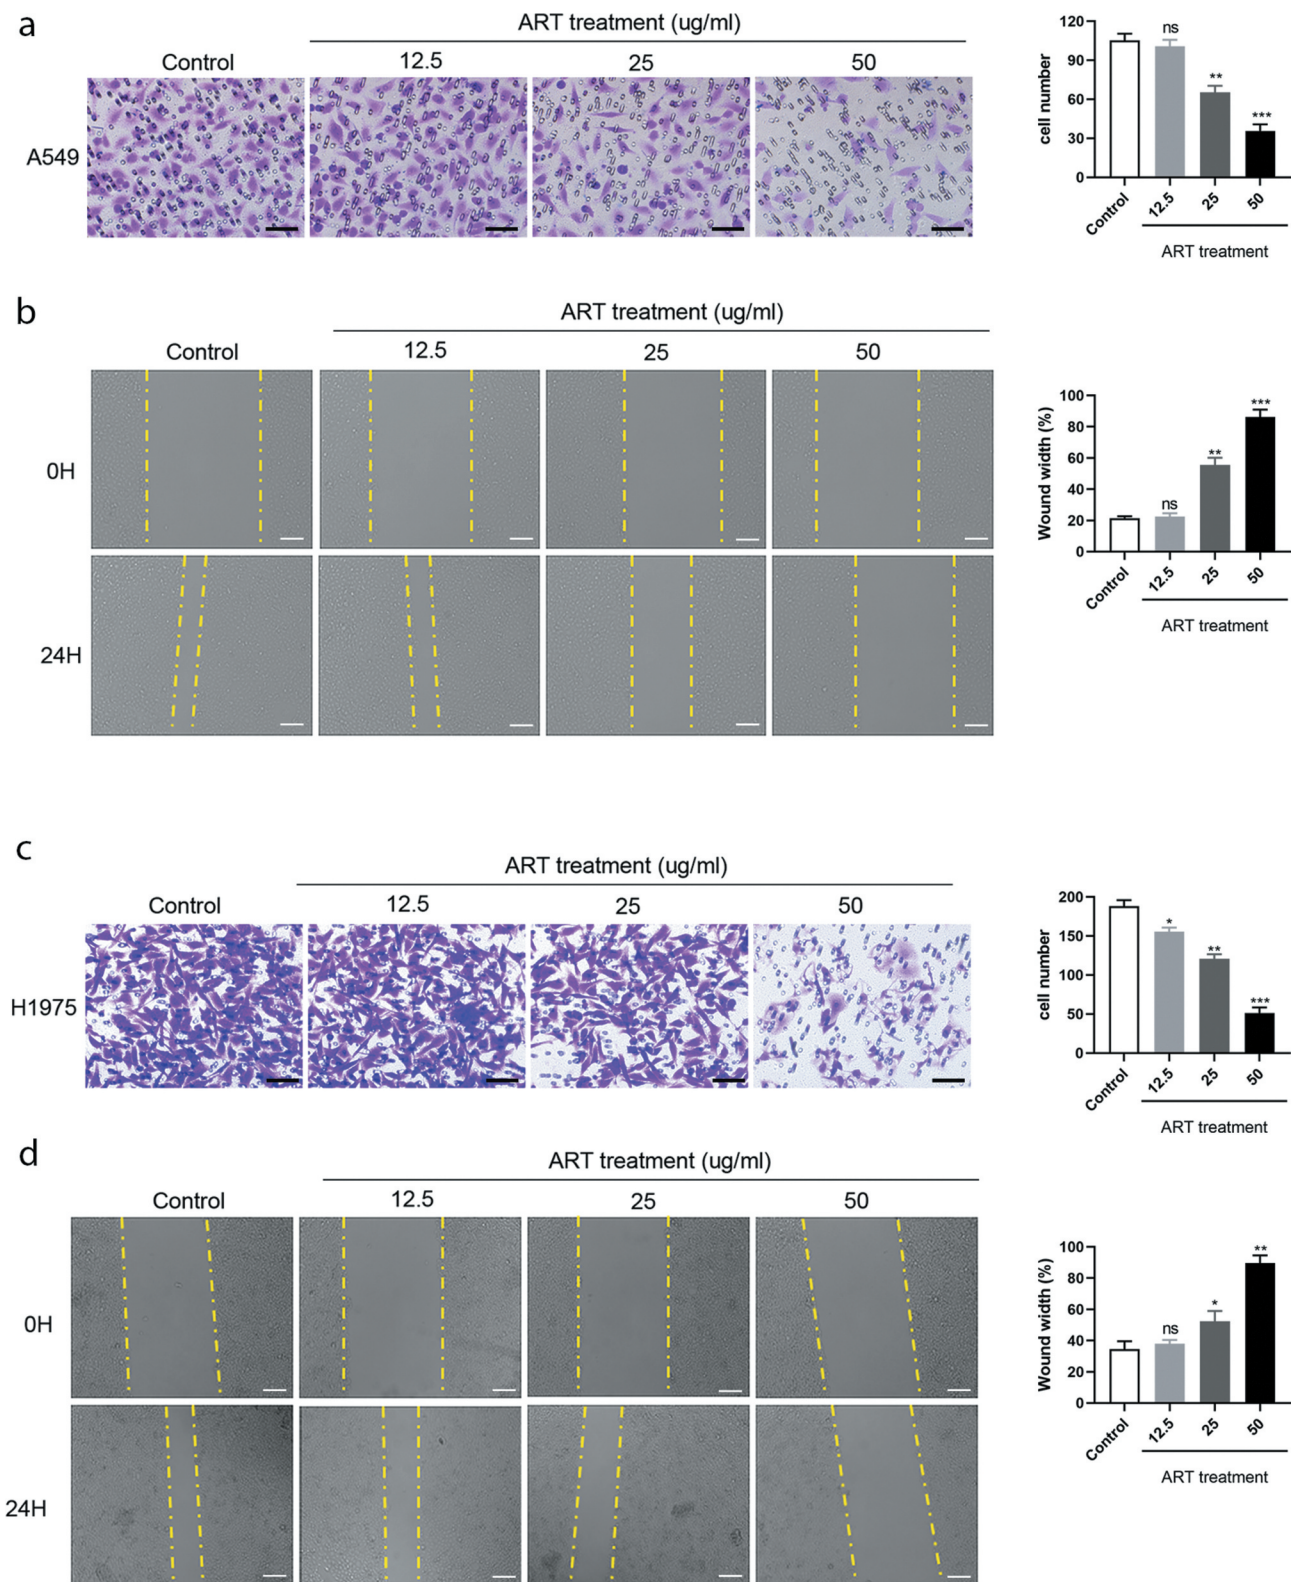 a
ART treatment (ug/ml)
Control 12.5 25 50
A549
cell number
120
90
60
30
0
ns
**
***
Control 12.5 25 50
ART treatment
b
ART treatment (ug/ml)
Control 12.5 25 50
0H
24H
Wound width (%)
100
80
60
40
20
0
ns
**
***
Control 12.5 25 50
ART treatment
c
ART treatment (ug/ml)
Control 12.5 25 50
H1975
cell number
200
150
100
50
0
*
**
***
Control 12.5 25 50
ART treatment
d
ART treatment (ug/ml)
Control 12.5 25 50
0H
24H
Wound width (%)
100
80
60
40
20
0
ns
*
**
Control 12.5 25 50
ART treatment